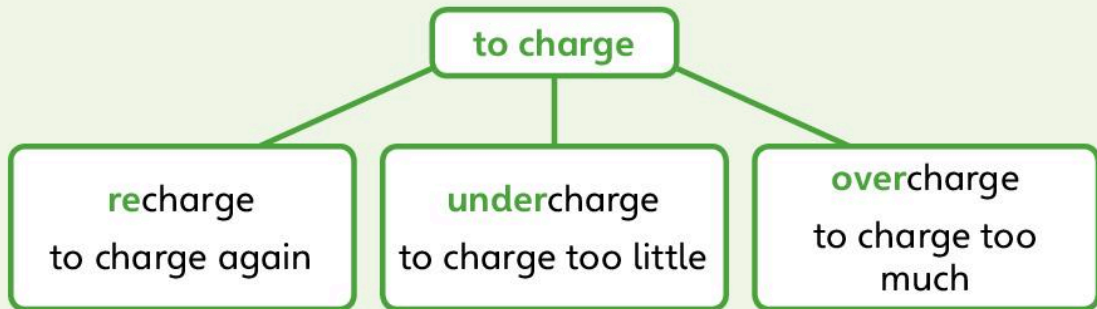 to charge
recharge
to charge again
undercharge
to charge too little
overcharge
to charge too
much